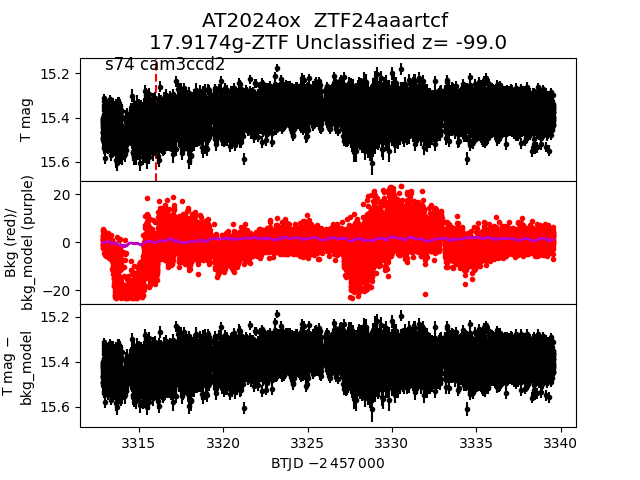 AT2024ox  ZTF24aaartcf
17.9174g-ZTF Unclassified z= -99.0
s74 cam3ccd2
15.2
15.4
15.6
T mag
20
0
−20
Bkg (red)/
bkg_model (purple)
15.2
15.4
15.6
T mag −
bkg_model
3315 3320 3325 3330 3335 3340
BTJD −2 457 000